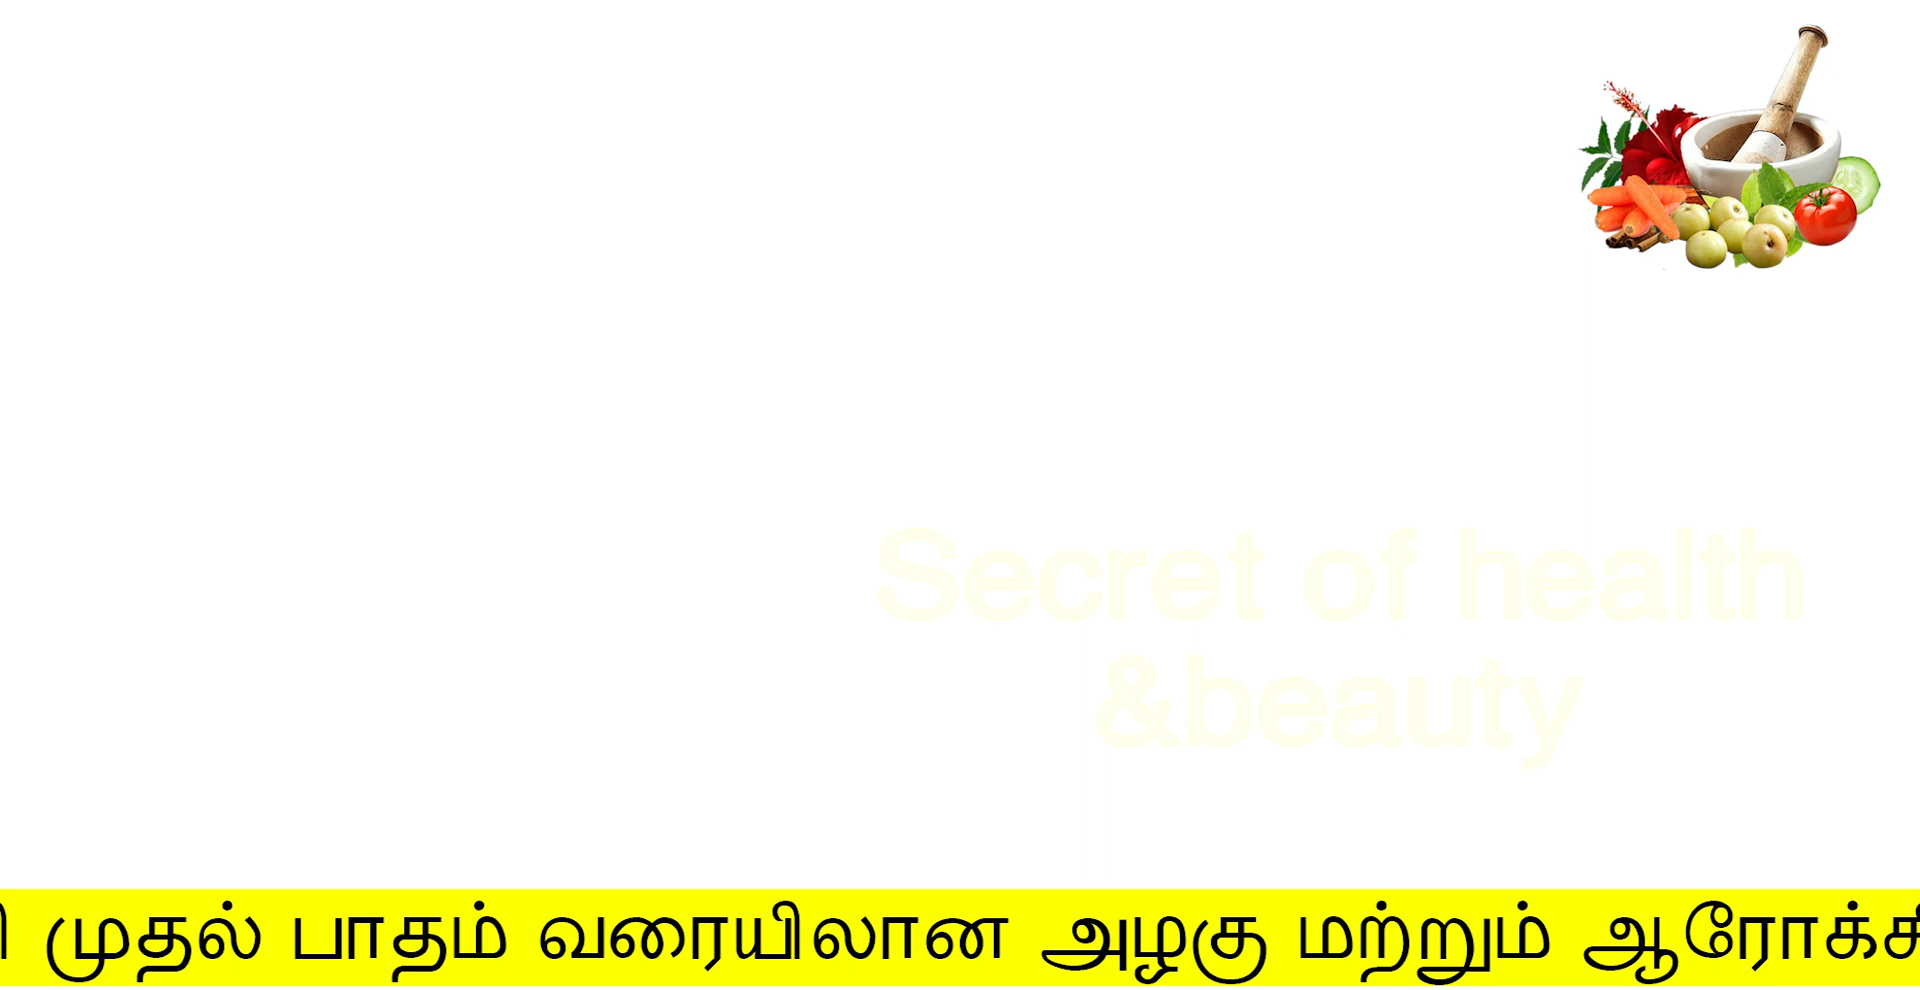 Secret of health
&beauty
முதல் பாதம் வரையிலான அழகு மற்றும்